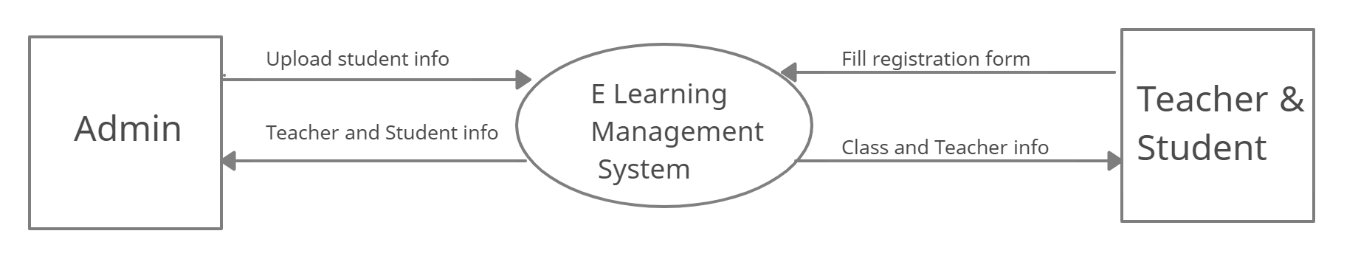 Upload student info
Fill registration form
Admin
E Learning
Management
System
Teacher &
Student
Teacher and Student info
Class and Teacher info